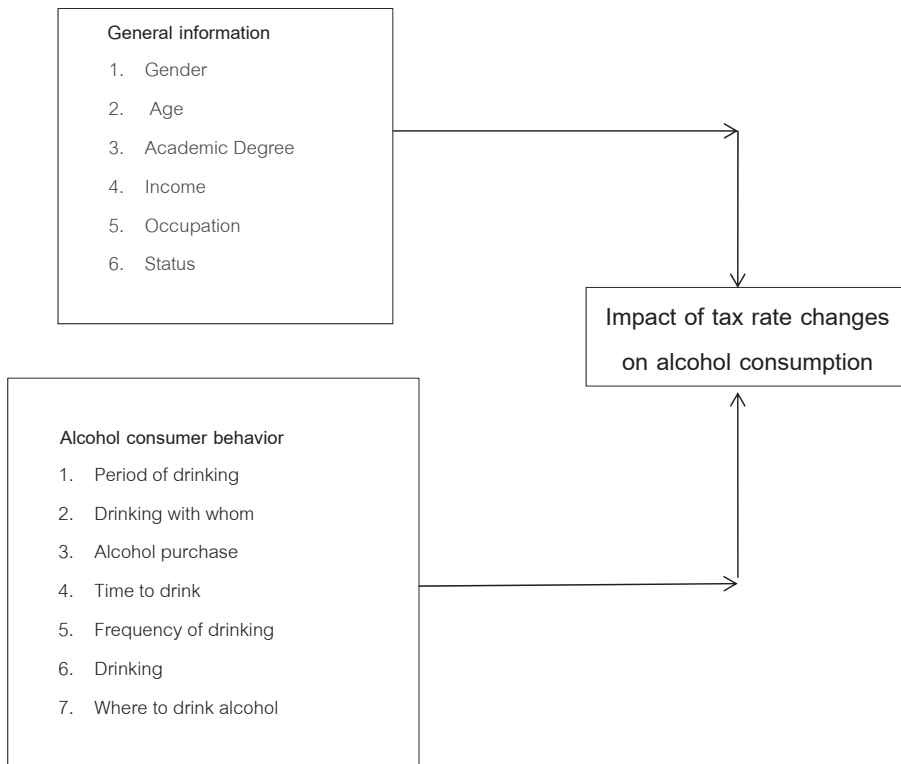 General information
1. Gender
2. Age
3. Academic Degree
4. Income
5. Occupation
6. Status
Impact of tax rate changes
on alcohol consumption
Alcohol consumer behavior
1. Period of drinking
2. Drinking with whom
3. Alcohol purchase
4. Time to drink
5. Frequency of drinking
6. Drinking
7. Where to drink alcohol